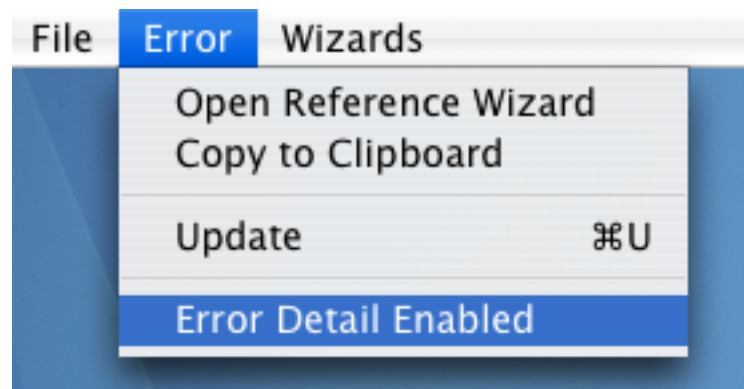 File Error Wizards
Open Reference Wizard
Copy to Clipboard
Update ⌘U
Error Detail Enabled